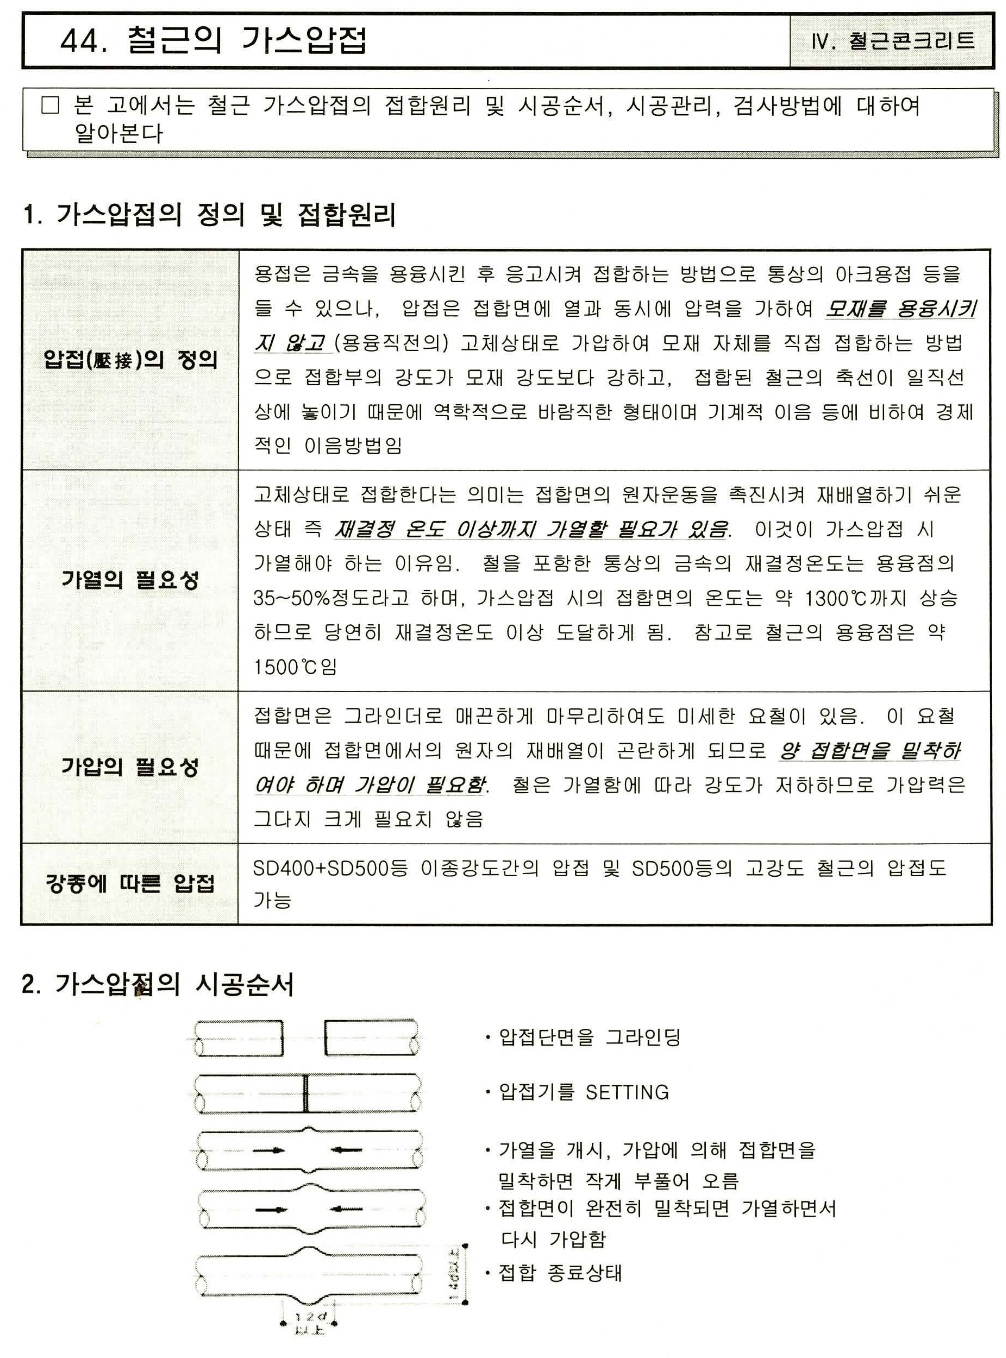 44. 철근의 가스압접
Ⅳ. 철근콘크리트
□ 본 고에서는 철근 가스압접의 접합원리 및 시공순서, 시공관리, 검사방법에 대하여
알아본다
1. 가스압접의 정의 및 접합원리
압접(壓接)의 정의
용접은 금속을 용융시킨 후 응고시켜 접합하는 방법으로 통상의 아크용접 등을
들 수 있으나, 압접은 접합면에 열과 동시에 압력을 가하여 모재를 용융시키
지 않고 (용융직전의) 고체상태로 가압하여 모재 자체를 직접 접합하는 방법
으로 접합부의 강도가 모재 강도보다 강하고, 접합된 철근의 축선이 일직선
상에 놓이기 때문에 역학적으로 바람직한 형태이며 기계적 이음 등에 비하여 경제
적인 이음방법임
가열의 필요성
고체상태로 접합한다는 의미는 접합면의 원자운동을 촉진시켜 재배열하기 쉬운
상태 즉 재결정 온도 이상까지 가열할 필요가 있음. 이것이 가스압접 시
가열해야 하는 이유임. 철을 포함한 통상의 금속의 재결정온도는 용융점의
35~50%정도라고 하며, 가스압접 시의 접합면의 온도는 약 1300℃까지 상승
하므로 당연히 재결정온도 이상 도달하게 됨. 참고로 철근의 용융점은 약
1500℃임
가압의 필요성
접합면은 그라인더로 매끈하게 마무리하여도 미세한 요철이 있음. 이 요철
때문에 접합면에서의 원자의 재배열이 곤란하게 되므로 양 접합면을 밀착하
여야 하며 가압이 필요함. 철은 가열함에 따라 강도가 저하하므로 가압력은
그다지 크게 필요치 않음
강종에 따른 압접
SD400+SD500등 이종강도간의 압접 및 SD500등의 고강도 철근의 압접도
가능
2. 가스압접의 시공순서
· 압접단면을 그라인딩
· 압접기를 SETTING
· 가열을 개시, 가압에 의해 접합면을
밀착하면 작게 부풀어 오름
· 접합면이 완전히 밀착되면 가열하면서
다시 가압함
· 접합 종료상태
1 4d以上
1 2 d
以上